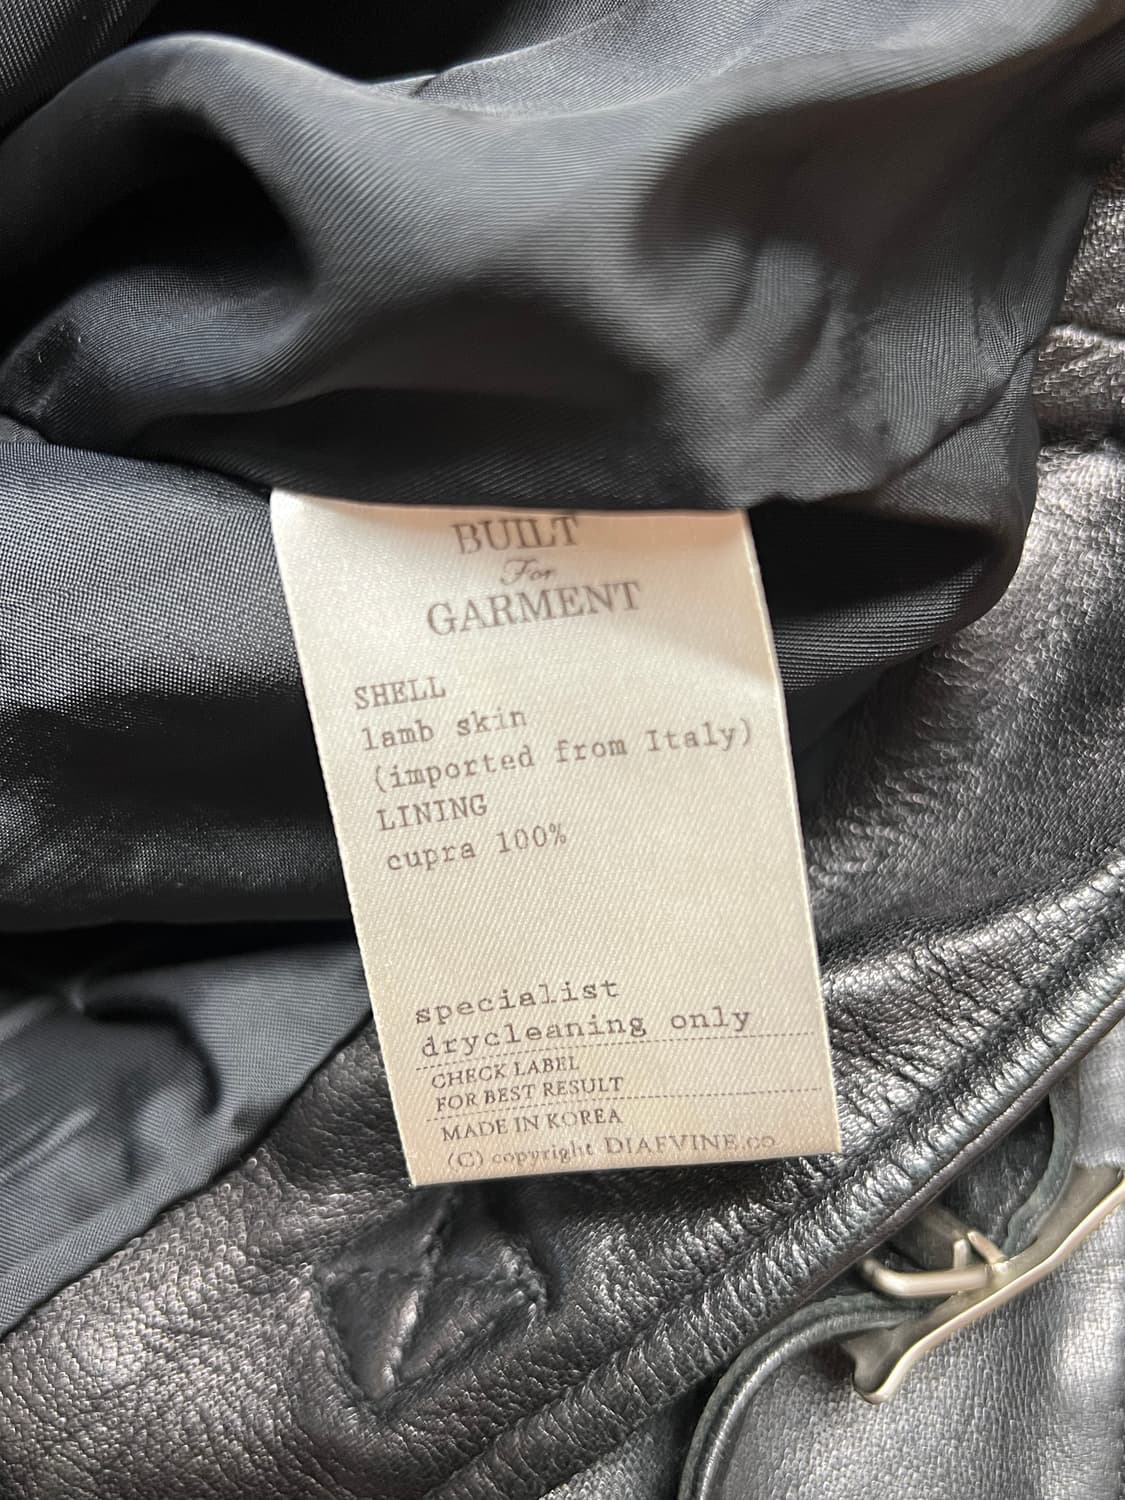 BUILT
For
GARMENT
SHELL
lamb skin
(imported from Italy)
LINING
cupra 100%
specialist
drycleaning only
CHECK LABEL
FOR BEST RESULT
MADE IN KOREA
(C) copyright DIAFVINE.co